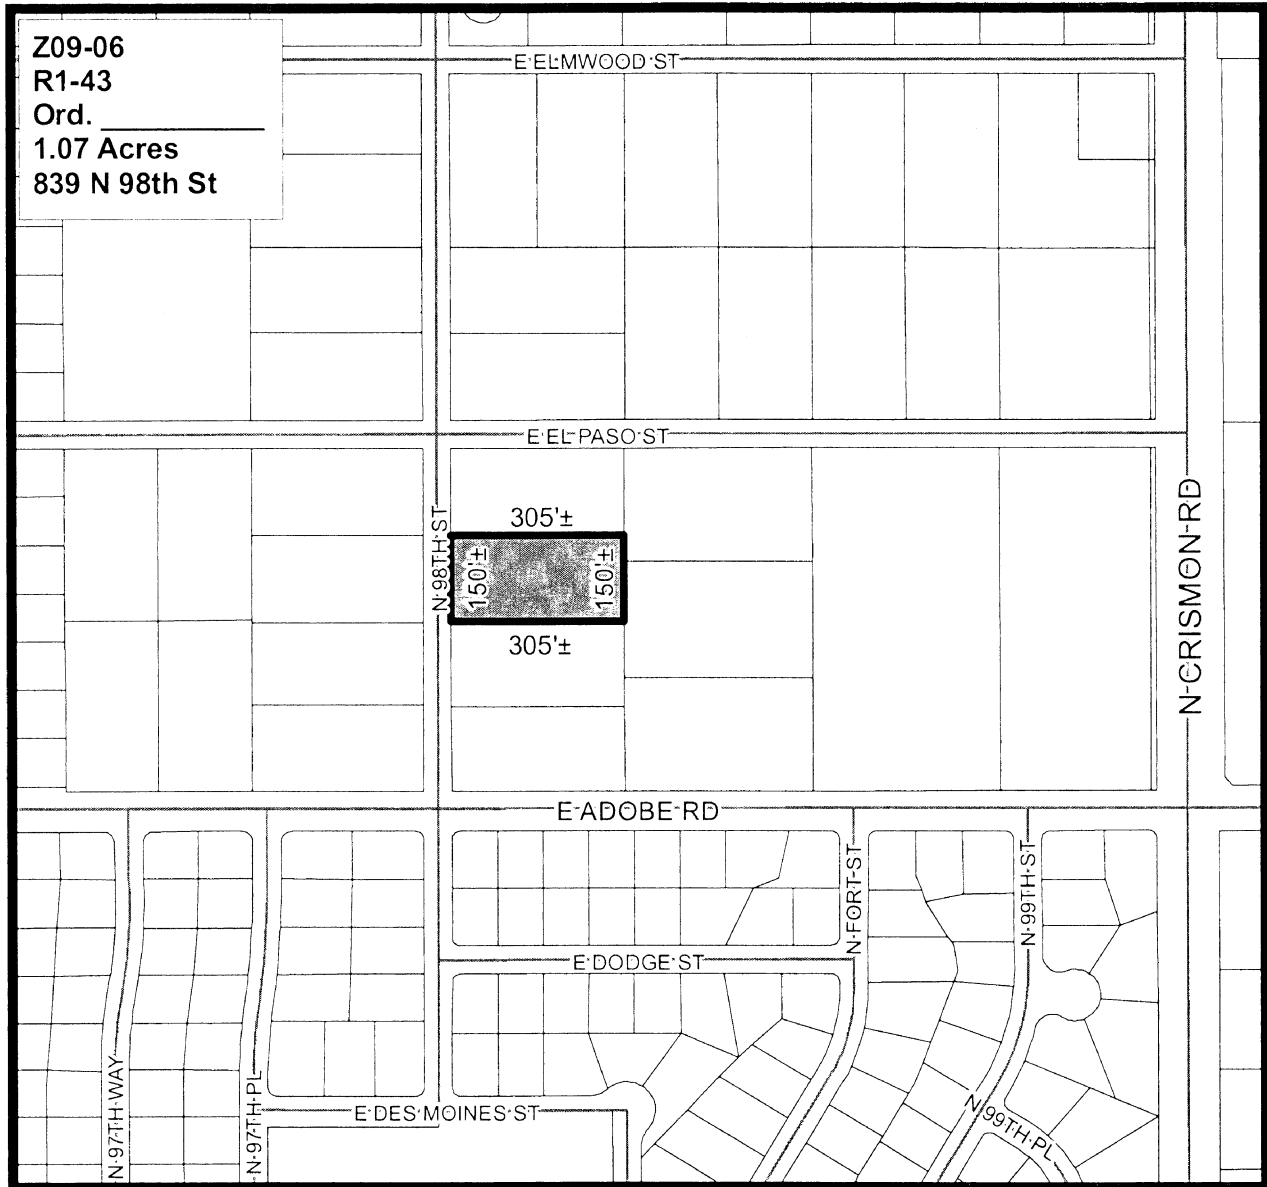 Z09-06
R1-43
Ord. ___________
1.07 Acres
839 N 98th St
E ELMWOOD ST
E EL PASO ST
N 98TH ST
305'±
150'±
150'±
305'±
N CRISMON RD
E ADOBE RD
N FORT ST
N 99TH ST
E DODGE ST
N 97TH WAY
N 97TH PL
E DES MOINES ST
N 99TH PL